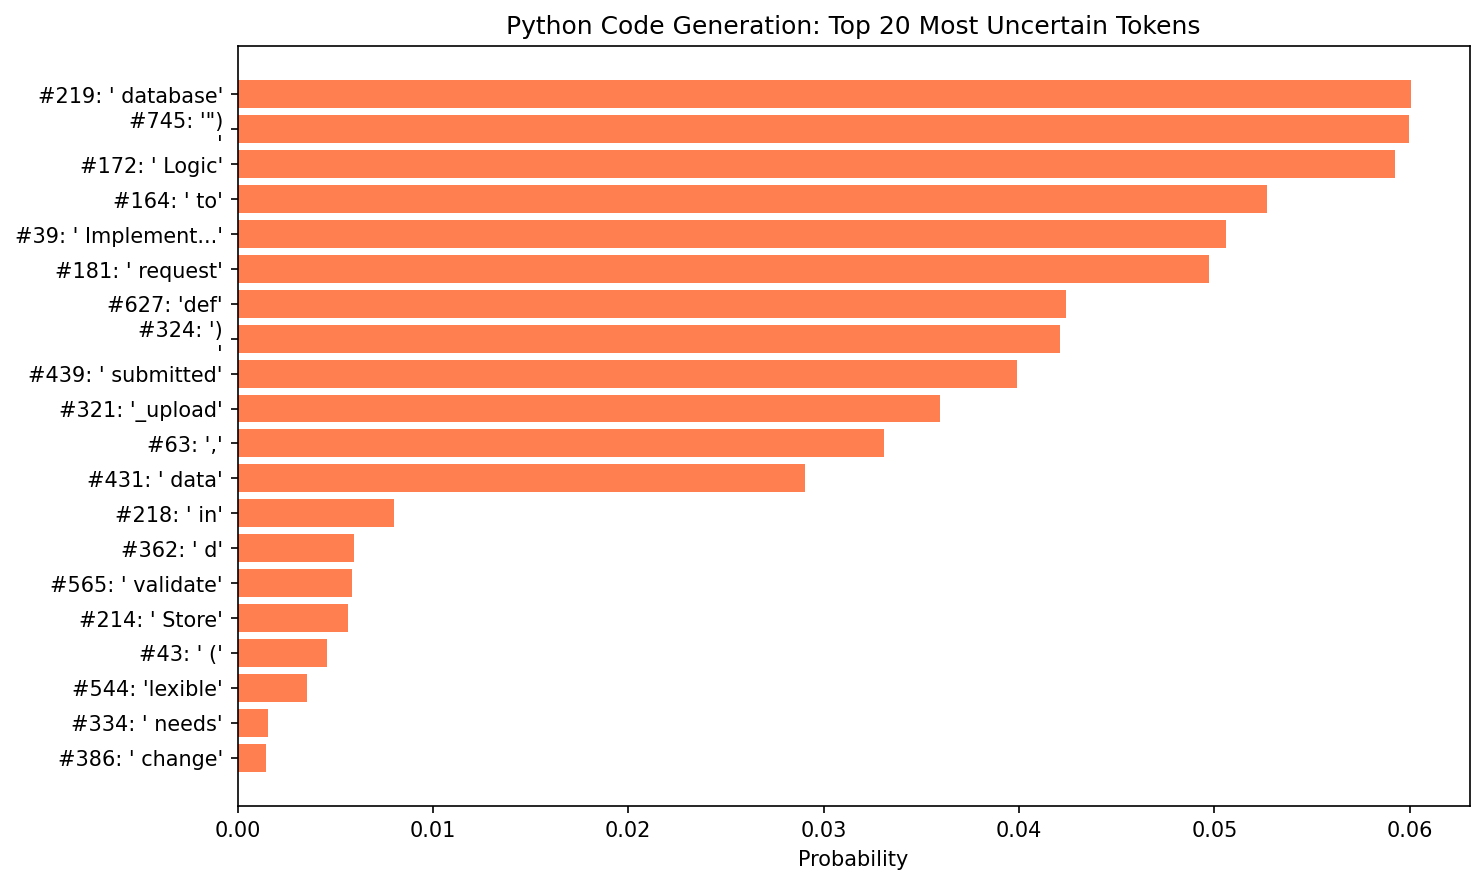 Python Code Generation: Top 20 Most Uncertain Tokens
#219: ' database'
#745: '")
'
#172: ' Logic'
#164: ' to'
#39: ' Implement...'
#181: ' request'
#627: 'def'
#324: ')
'
#439: ' submitted'
#321: '_upload'
#63: ','
#431: ' data'
#218: ' in'
#362: ' d'
#565: ' validate'
#214: ' Store'
#43: ' ('
#544: 'lexible'
#334: ' needs'
#386: ' change'
0.00 0.01 0.02 0.03 0.04 0.05 0.06
Probability